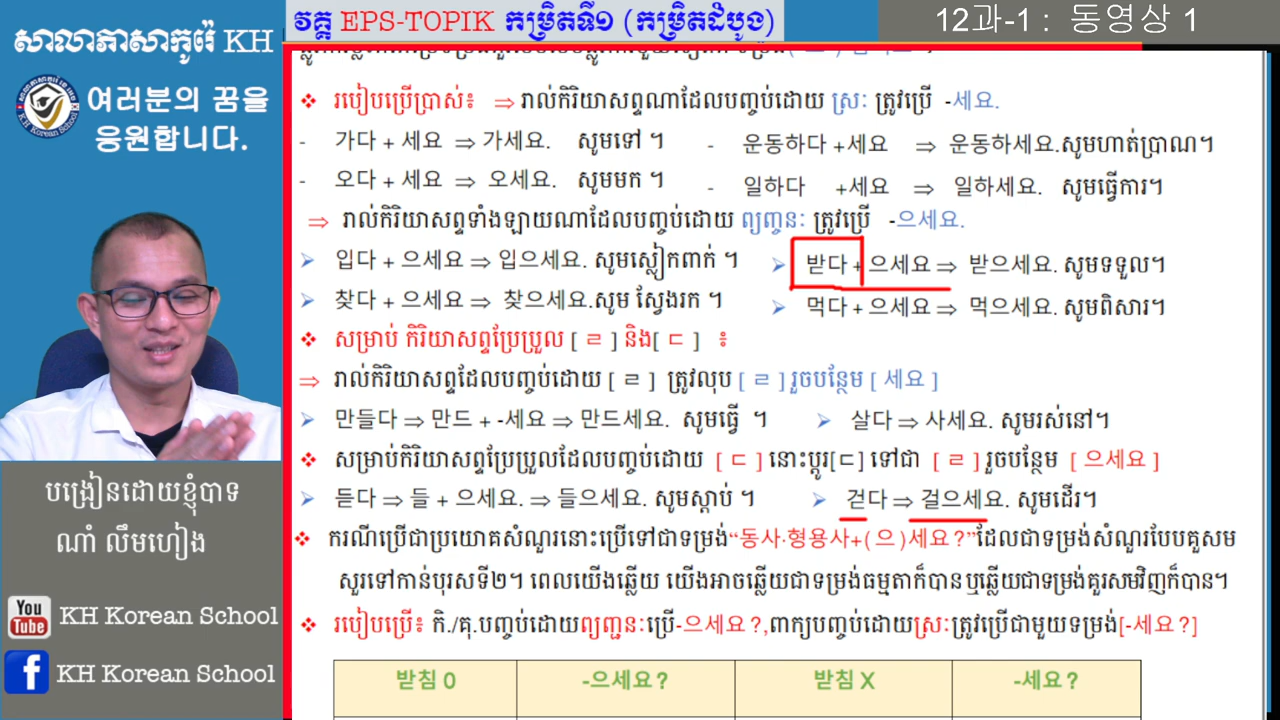 សាលាភាសាកូរ៉េ KH
여러분의 꿈을
응원합니다.
KH Korean School
បង្រៀនដោយខ្ញុំបាទ
ណាំ លឹមហៀង
You Tube KH Korean School
f KH Korean School
វគ្គ EPS-TOPIK កម្រិតទី១ (កម្រិតដំបូង)
12과-1 : 동영상 1
❖ របៀបប្រើប្រាស់៖ ⇒ រាល់កិរិយាសព្ទណាដែលបញ្ចប់ដោយ ស្រៈ ត្រូវប្រើ -세요.
- 가다 + 세요 ⇒ 가세요. សូមទៅ ។ - 운동하다 +세요 ⇒ 운동하세요.សូមហាត់ប្រាណ។
- 오다 + 세요 ⇒ 오세요. សូមមក ។ - 일하다 +세요 ⇒ 일하세요. សូមធ្វើការ។
⇒ រាល់កិរិយាសព្ទទាំងឡាយណាដែលបញ្ចប់ដោយ ព្យញ្ជនៈ ត្រូវប្រើ -으세요.
➢ 입다 + 으세요 ⇒ 입으세요. សូមស្លៀកពាក់ ។ ➢ 받다 + 으세요 ⇒ 받으세요. សូមទទួល។
➢ 찾다 + 으세요 ⇒ 찾으세요.សូម ស្វែងរក ។ ➢ 먹다 + 으세요 ⇒ 먹으세요. សូមពិសារ។
❖ សម្រាប់ កិរិយាសព្ទប្រែប្រួល [ ㄹ ] និង[ ㄷ ] ៖
⇒ រាល់កិរិយាសព្ទដែលបញ្ចប់ដោយ [ ㄹ ] ត្រូវលុប [ ㄹ ] រួចបន្ថែម [ 세요 ]
➢ 만들다 ⇒ 만드 + -세요 ⇒ 만드세요. សូមធ្វើ ។ ➢ 살다 ⇒ 사세요. សូមរស់នៅ។
❖ សម្រាប់កិរិយាសព្ទប្រែប្រួលដែលបញ្ចប់ដោយ [ ㄷ ] នោះប្តូរ[ㄷ] ទៅជា [ ㄹ ] រួចបន្ថែម [ 으세요 ]
➢ 듣다 ⇒ 들 + 으세요. ⇒ 들으세요. សូមស្តាប់ ។ ➢ 걷다 ⇒ 걸으세요. សូមដើរ។
❖ ករណីប្រើជាប្រយោគសំណួរនោះប្រើទៅជាទម្រង់“동사·형용사+( 으 )세요?”ដែលជាទម្រង់សំណួរបែបគួសម
សួរទៅកាន់បុរសទី២។ ពេលយើងឆ្លើយ យើងអាចឆ្លើយជាទម្រង់ធម្មតាក៏បាន ឬឆ្លើយជាទម្រង់គួរសមវិញក៏បាន។
❖ របៀបប្រើ៖ កិ./គុ.បញ្ចប់ដោយព្យញ្ជនៈប្រើ-으세요?,ពាក្យបញ្ចប់ដោយស្រៈត្រូវប្រើជាមួយទម្រង់[-세요?]
받침 O -으세요? 받침 X -세요?